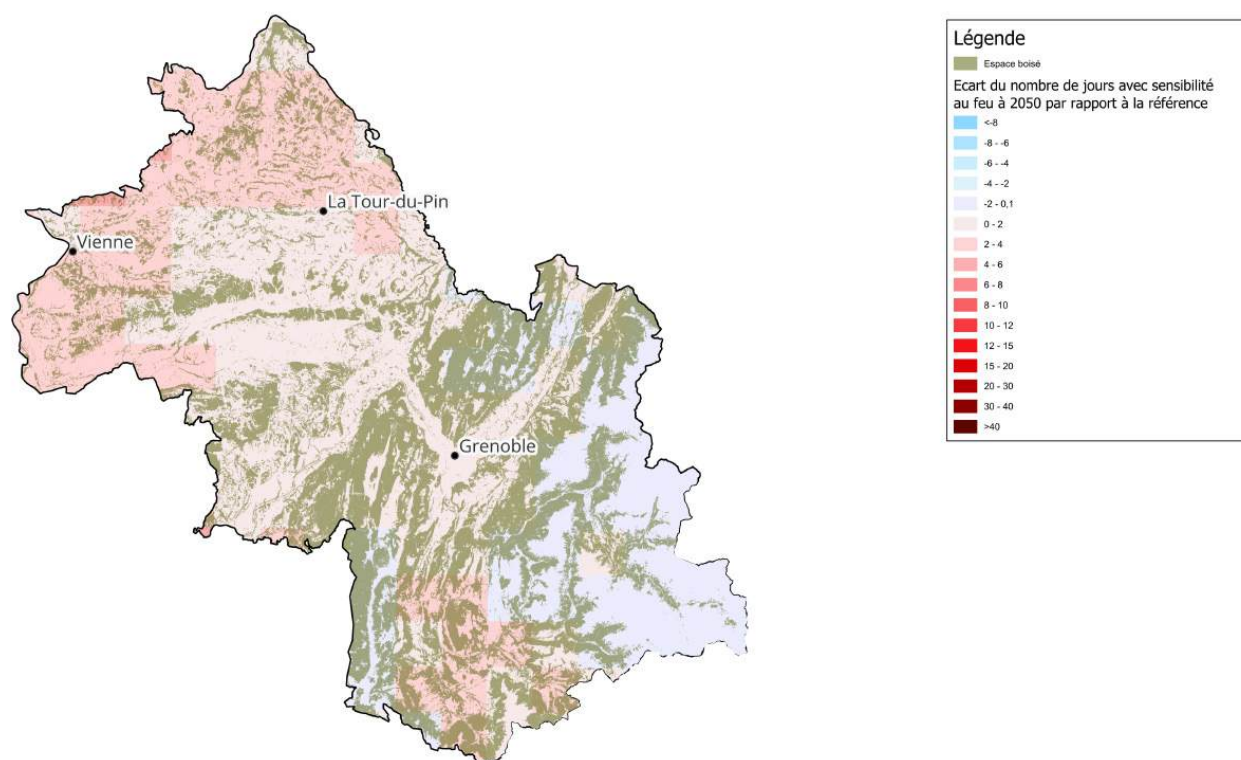 La Tour-du-Pin
Vienne
Grenoble
Légende
Espace boisé
Ecart du nombre de jours avec sensibilité
au feu à 2050 par rapport à la référence
<-8
-8 - -6
-6 - -4
-4 - -2
-2 - 0,1
0 - 2
2 - 4
4 - 6
6 - 8
8 - 10
10 - 12
12 - 15
15 - 20
20 - 30
30 - 40
>40